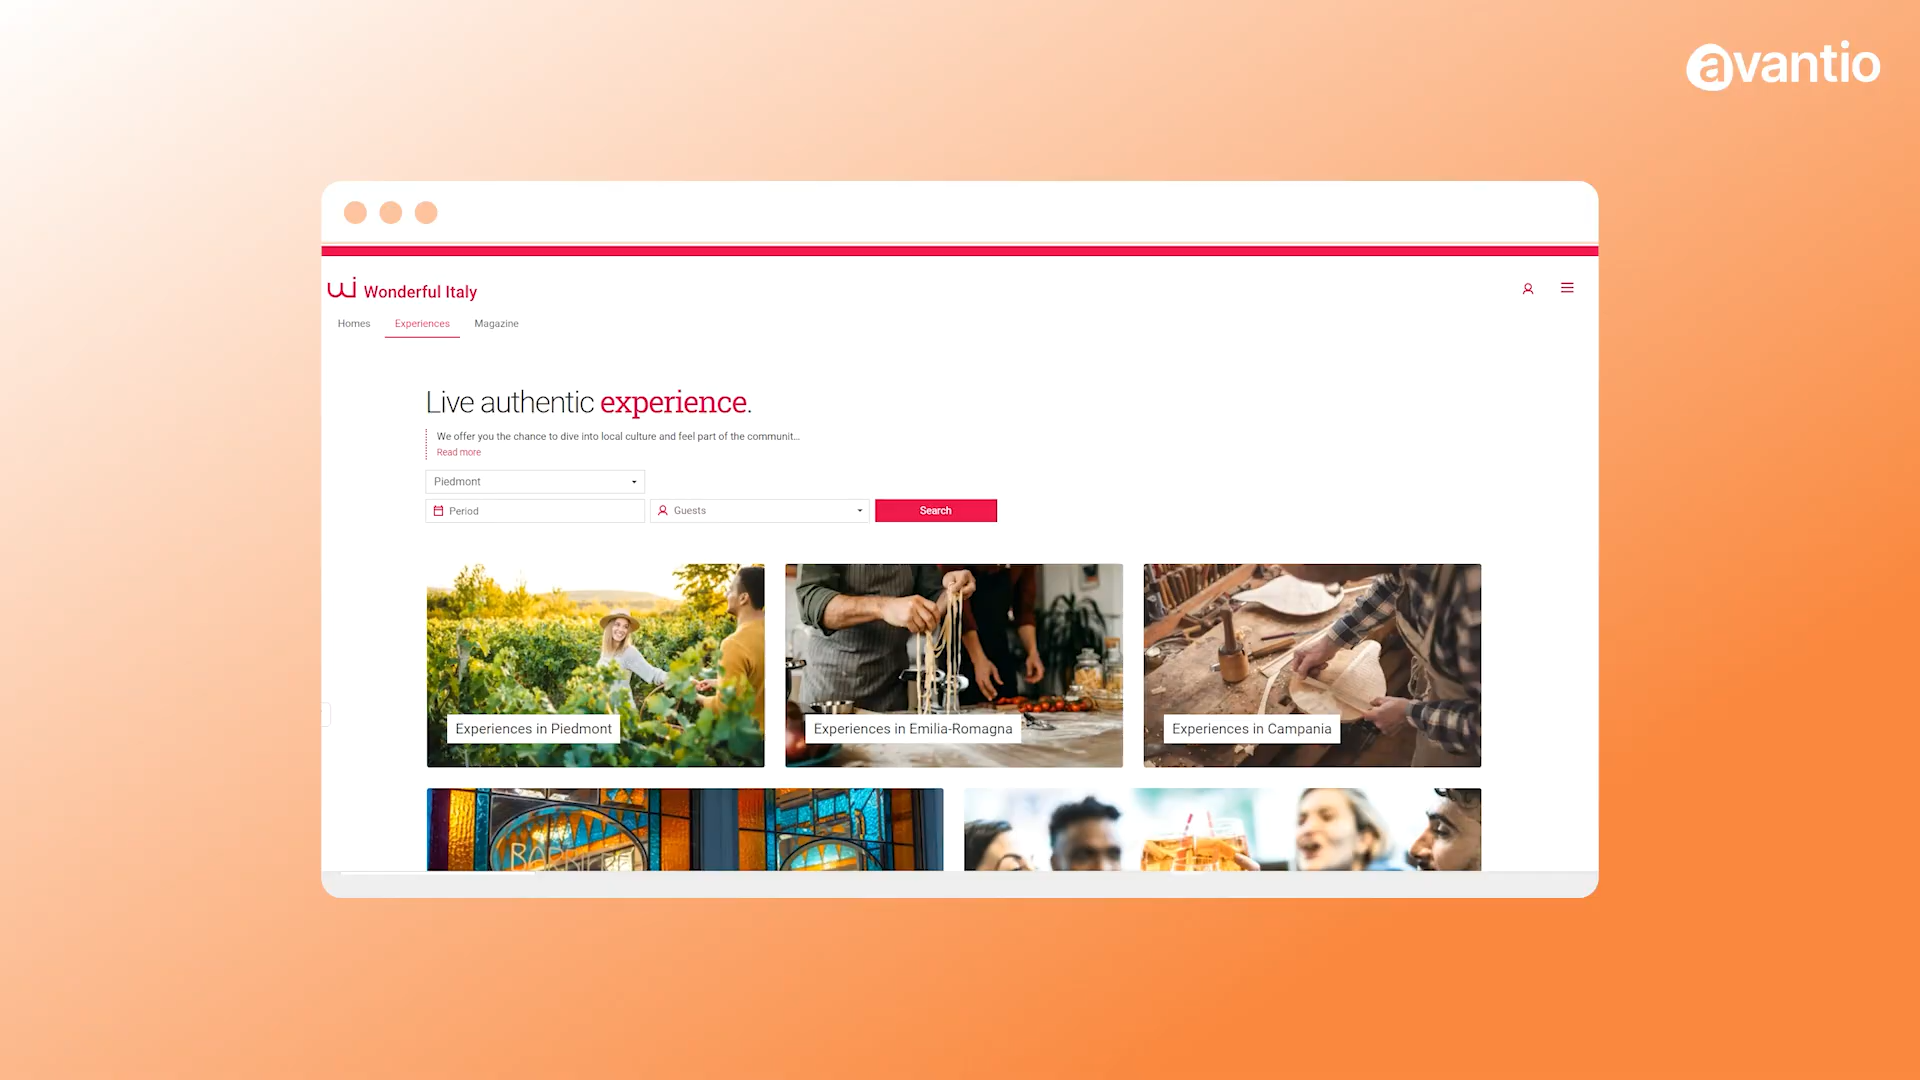 avantio
wi Wonderful Italy
Homes Experiences Magazine
Live authentic experience.
We offer you the chance to dive into local culture and feel part of the communit...
Read more
Piedmont
Period Guests Search
Experiences in Piedmont Experiences in Emilia-Romagna Experiences in Campania